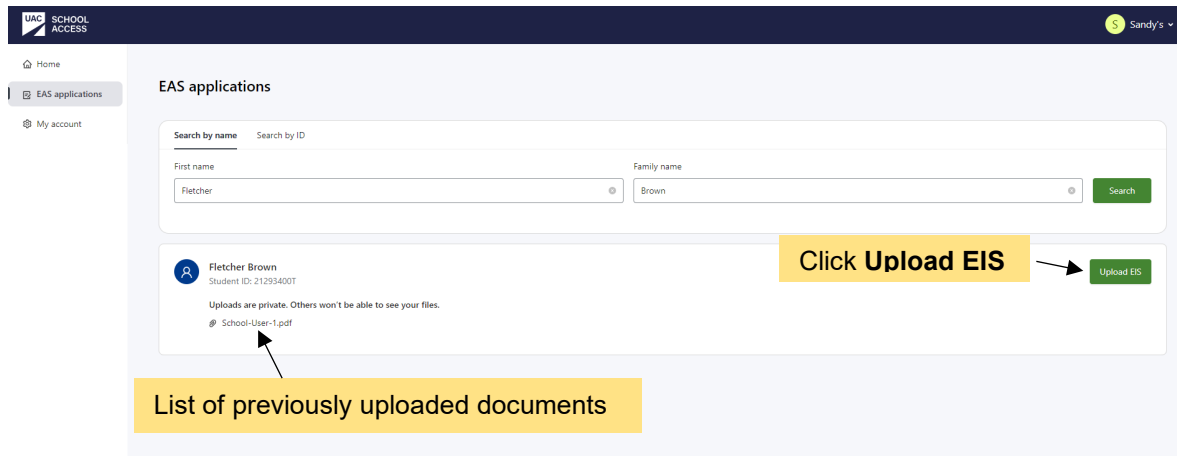 UAC SCHOOL
ACCESS
S Sandy's
Home
EAS applications
My account
EAS applications
Search by name Search by ID
First name Family name
Fletcher Brown Search
Fletcher Brown
Student ID: 21293400T
Uploads are private. Others won't be able to see your files.
School-User-1.pdf
Click Upload EIS
Upload EIS
List of previously uploaded documents